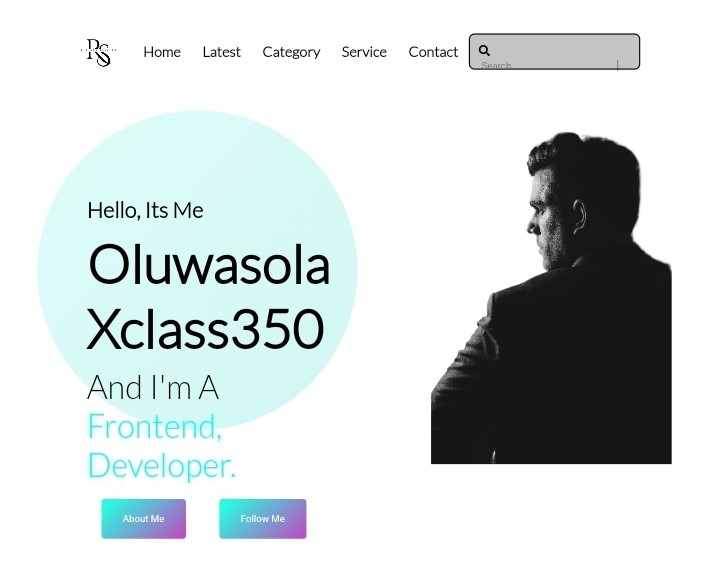 RS
Home Latest Category Service Contact
Search
Hello, Its Me
Oluwasola
Xclass350
And I'm A
Frontend,
Developer.
About Me Follow Me